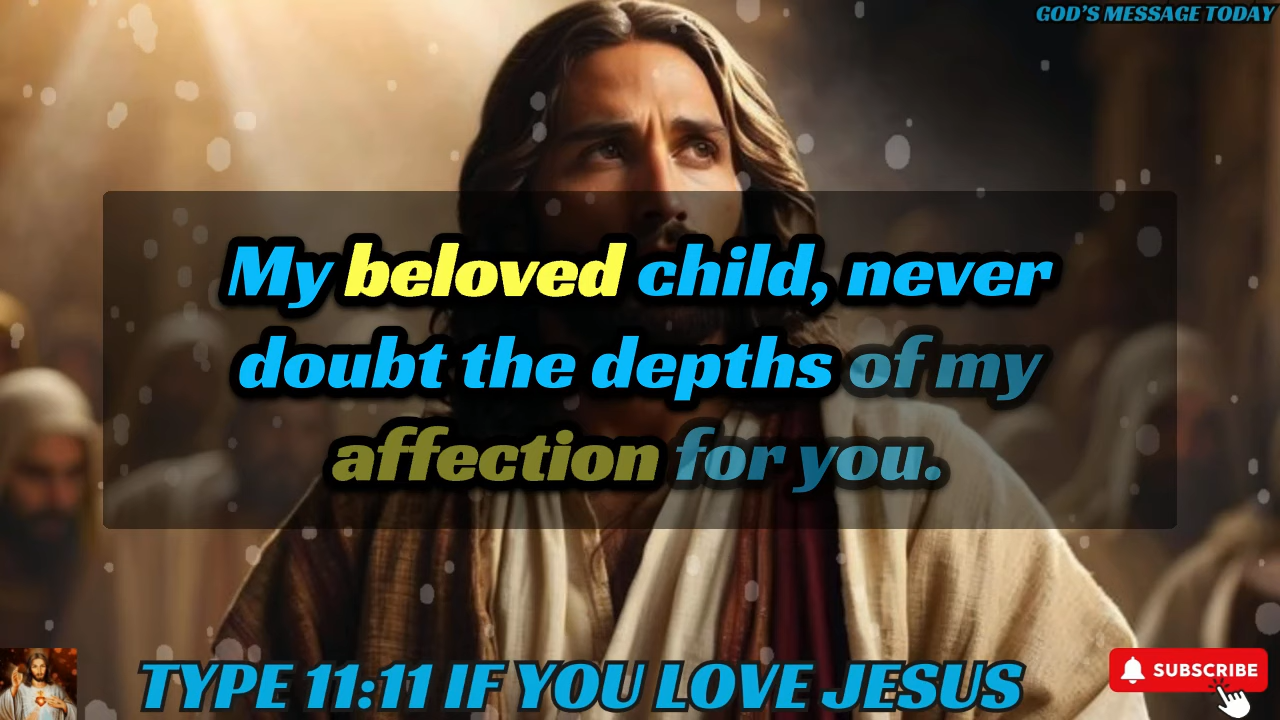 GOD'S MESSAGE TODAY
My beloved child, never
doubt the depths of my
affection for you.
TYPE 11:11 IF YOU LOVE JESUS
SUBSCRIBE